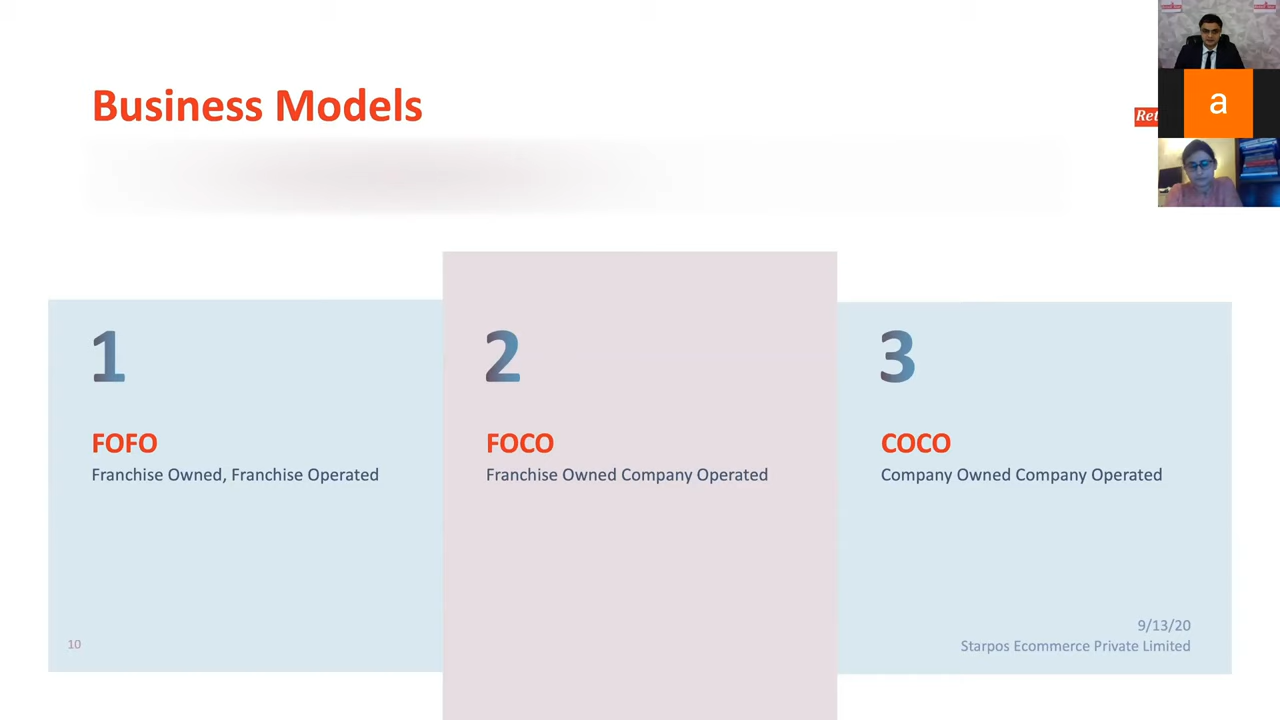 Business Models
Ret
a
1
FOFO
Franchise Owned, Franchise Operated
2
FOCO
Franchise Owned Company Operated
3
COCO
Company Owned Company Operated
10
9/13/20
Starpos Ecommerce Private Limited